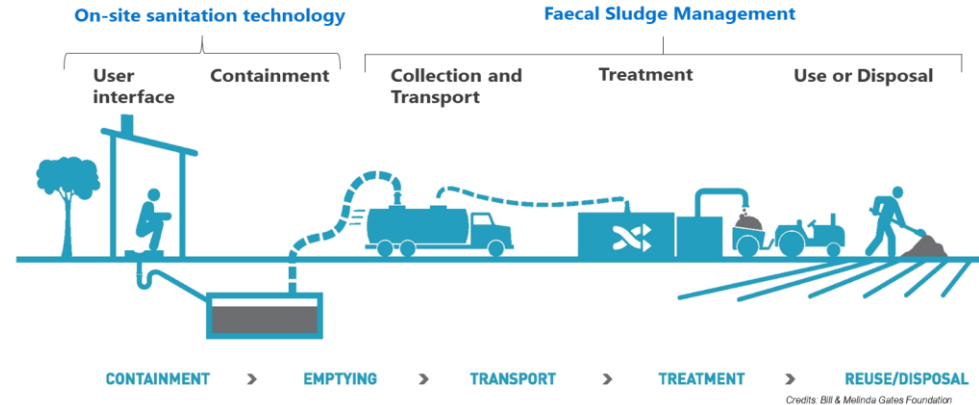 On-site sanitation technology
Faecal Sludge Management
User
interface
Containment
Collection and
Transport
Treatment
Use or Disposal
CONTAINMENT > EMPTYING > TRANSPORT > TREATMENT > REUSE/DISPOSAL
Credits: Bill & Melinda Gates Foundation